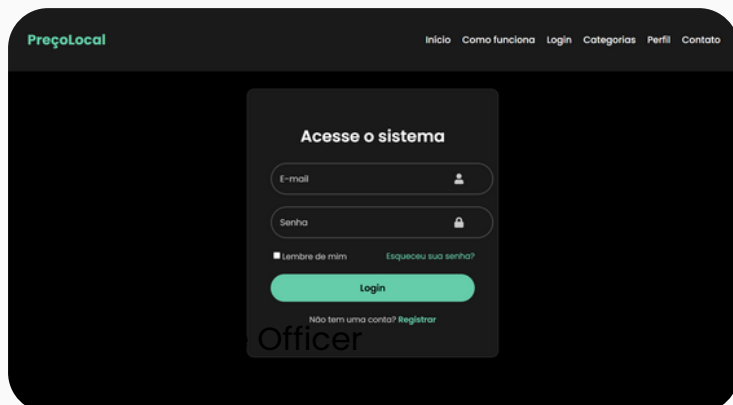 PreçoLocal
Início Como funciona Login Categorias Perfil Contato
Acesse o sistema
E-mail
Senha
Lembre de mim Esqueceu sua senha?
Login
Não tem uma conta? Registrar
Officer